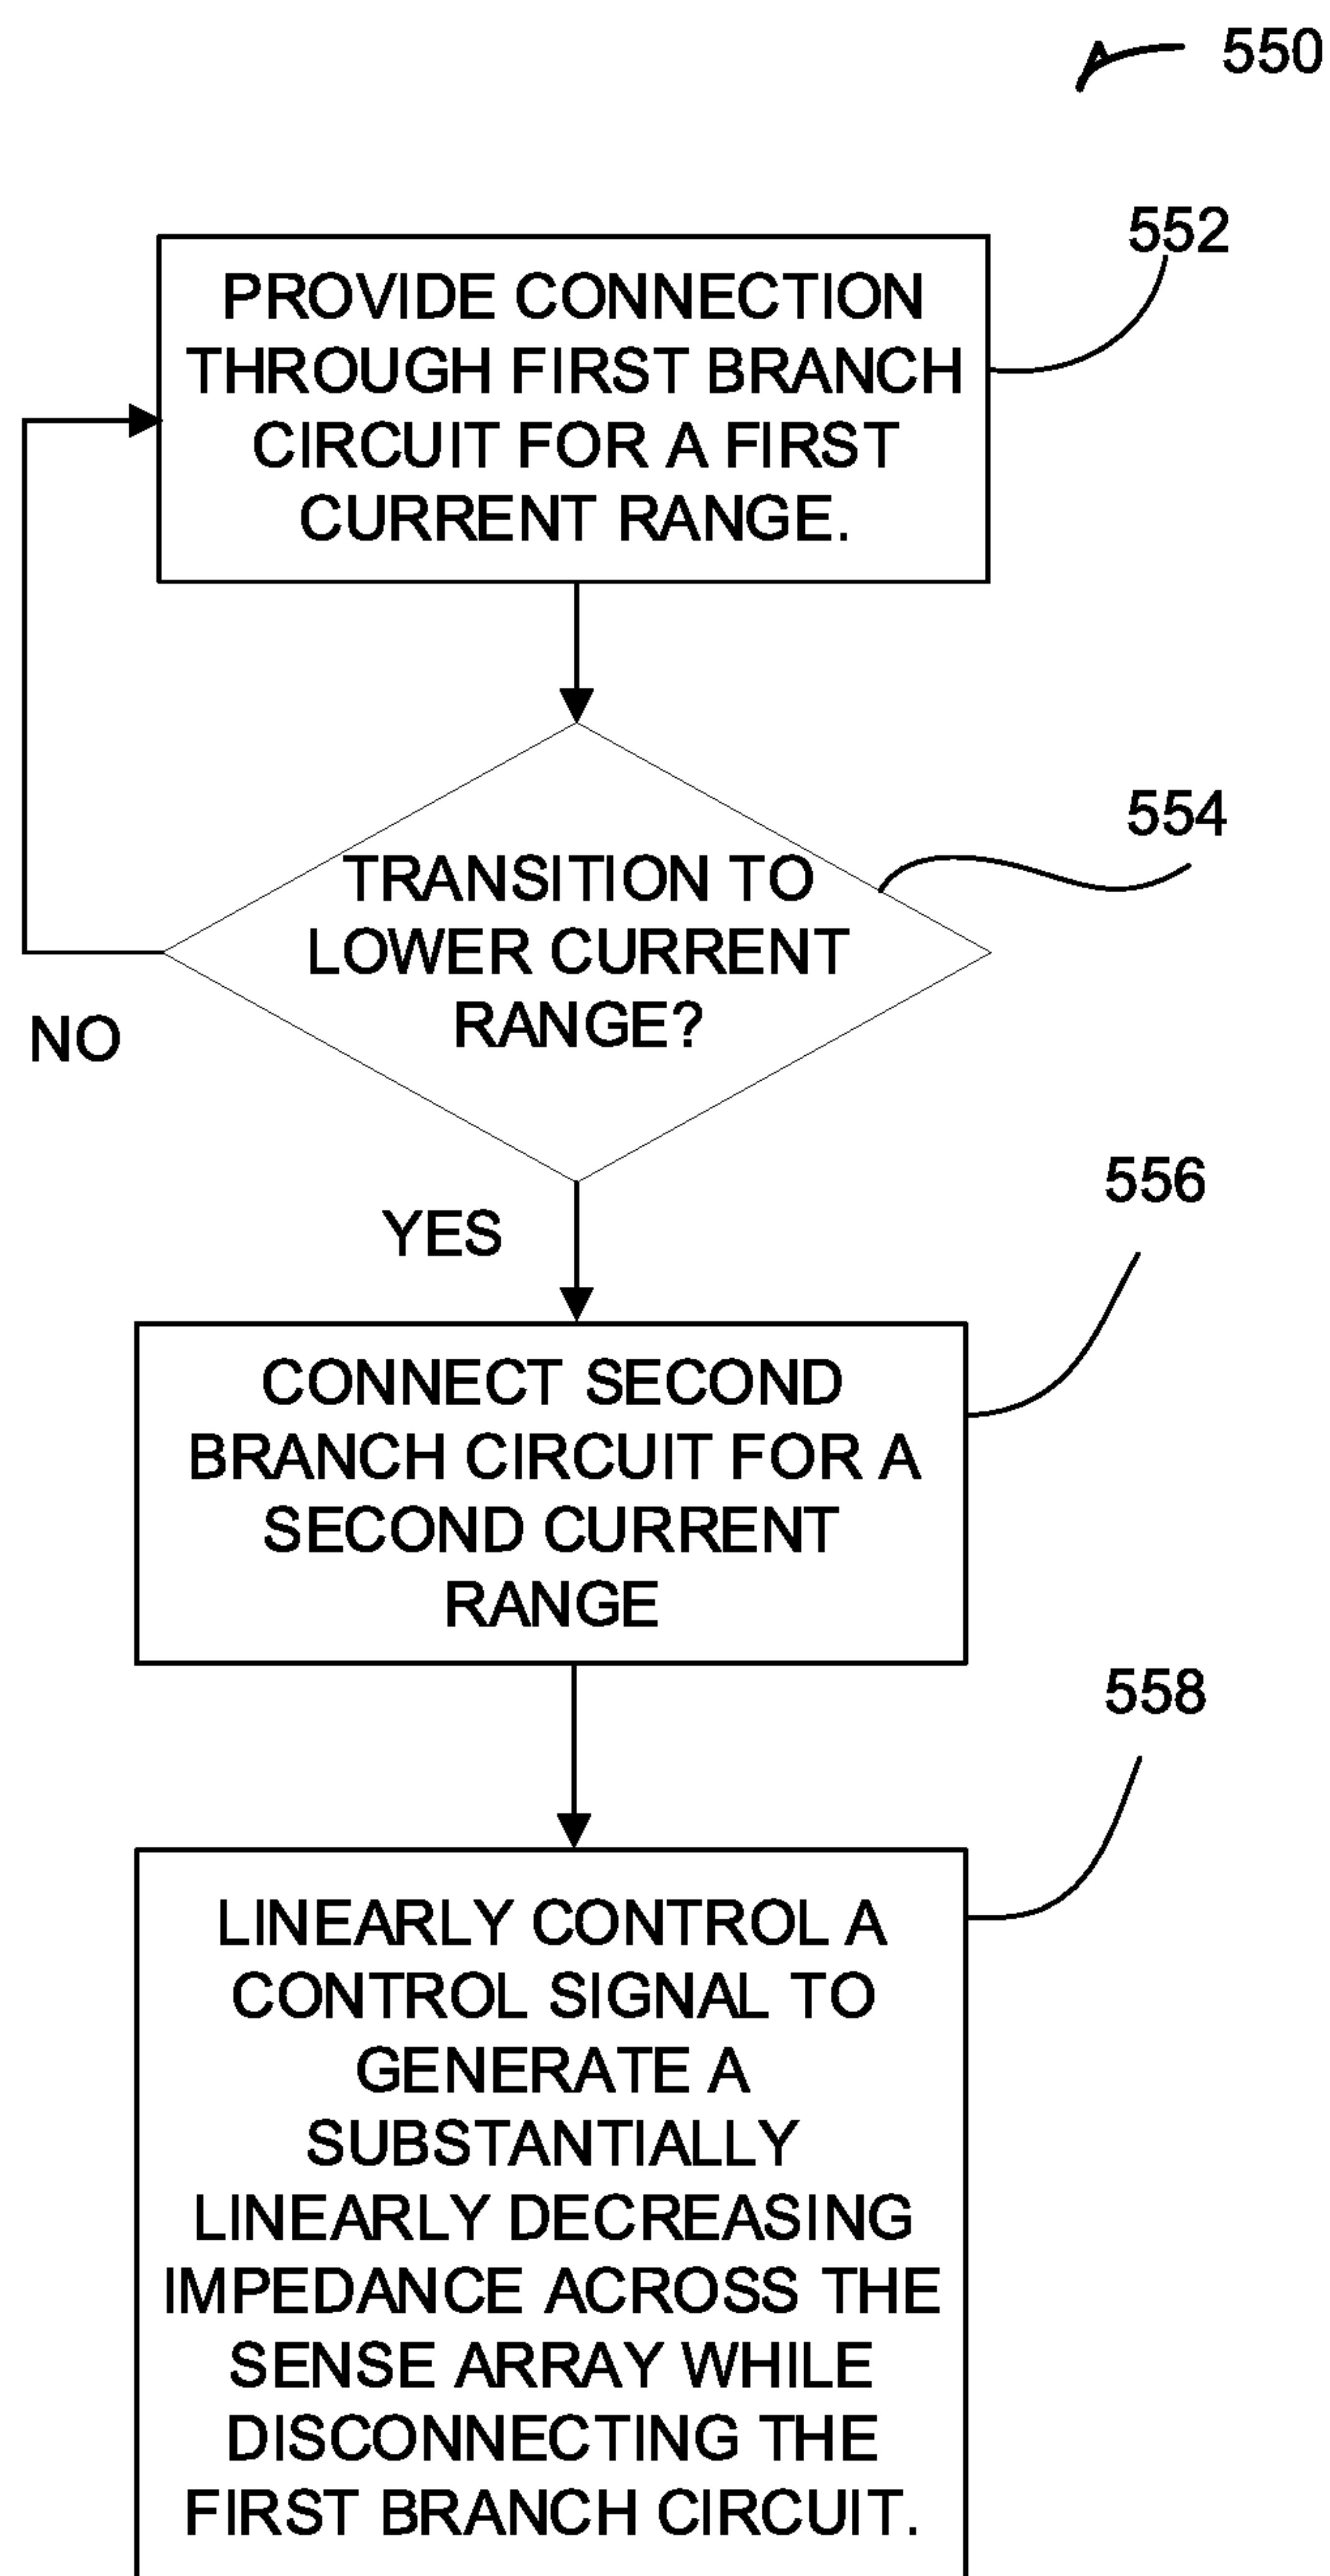 550
552
PROVIDE CONNECTION
THROUGH FIRST BRANCH
CIRCUIT FOR A FIRST
CURRENT RANGE.
554
TRANSITION TO
LOWER CURRENT
RANGE?
NO
YES
556
CONNECT SECOND
BRANCH CIRCUIT FOR A
SECOND CURRENT
RANGE
558
LINEARLY CONTROL A
CONTROL SIGNAL TO
GENERATE A
SUBSTANTIALLY
LINEARLY DECREASING
IMPEDANCE ACROSS THE
SENSE ARRAY WHILE
DISCONNECTING THE
FIRST BRANCH CIRCUIT.